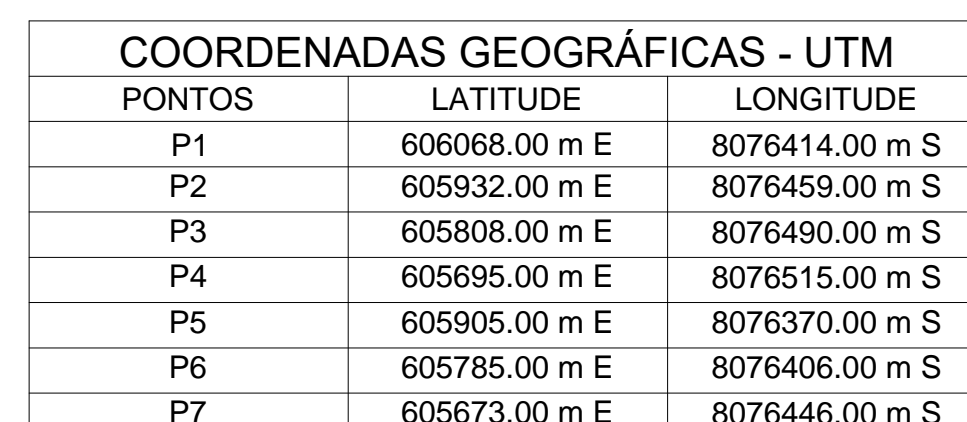 COORDENADAS GEOGRÁFICAS - UTM
PONTOS LATITUDE LONGITUDE
P1 606068.00 m E 8076414.00 m S
P2 605932.00 m E 8076459.00 m S
P3 605808.00 m E 8076490.00 m S
P4 605695.00 m E 8076515.00 m S
P5 605905.00 m E 8076370.00 m S
P6 605785.00 m E 8076406.00 m S
P7 605673.00 m E 8076446.00 m S